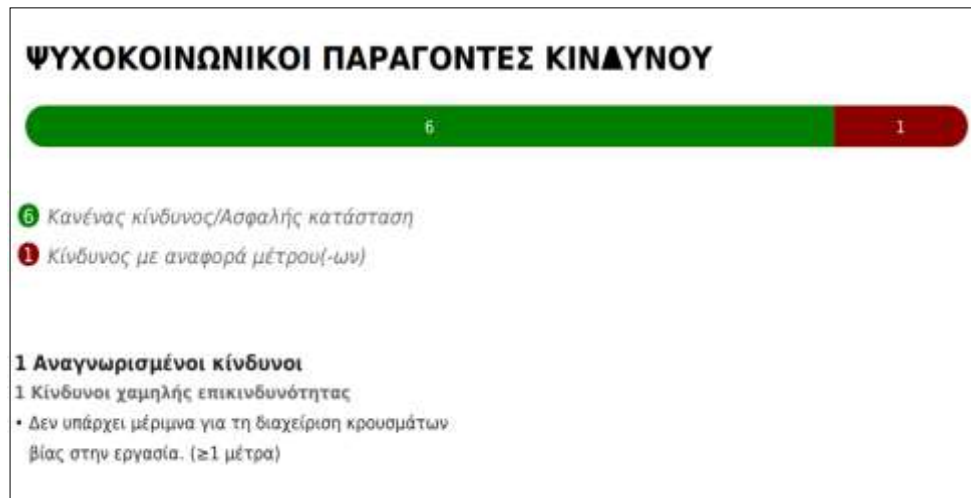 ΨΥΧΟΚΟΙΝΩΝΙΚΟΙ ΠΑΡΑΓΟΝΤΕΣ ΚΙΝΔΥΝΟΥ
6 1
6 Κανένας κίνδυνος/Ασφαλής κατάσταση
1 Κίνδυνος με αναφορά μέτρου(-ων)
1 Αναγνωρισμένοι κίνδυνοι
1 Κίνδυνοι χαμηλής επικινδυνότητας
• Δεν υπάρχει μέριμνα για τη διαχείριση κρουσμάτων
βίας στην εργασία. (≥1 μέτρα)